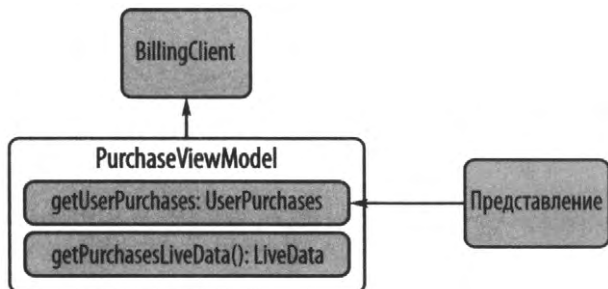 BillingClient
PurchaseViewModel
getUserPurchases: UserPurchases
Представление
getPurchasesLiveData(): LiveData